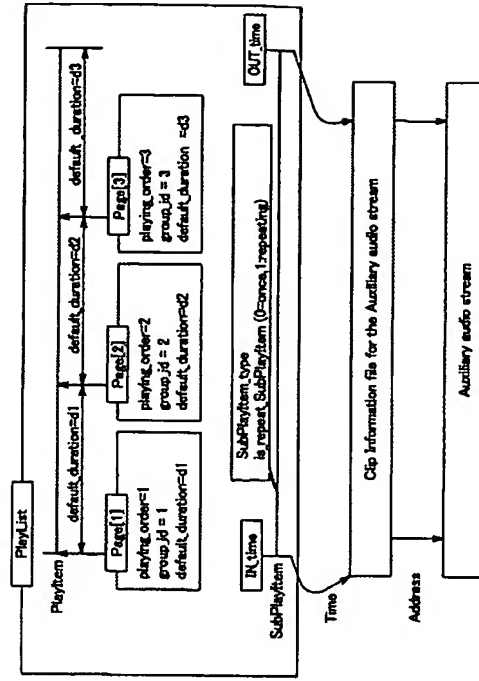 PlayList
PlayItem
default_duration=d1
default_duration=d2
default_duration=d3
Page[1]
playing_order=1
group_id = 1
default_duration=d1
Page[2]
playing_order=2
group_id = 2
default_duration=d2
Page[3]
playing_order=3
group_id = 3
default_duration =d3
IN_time
SubPlayItem_type
is_repeat_SubPlayItem (0=once,1:repeating)
OUT_time
SubPlayItem
Time
Clip Information file for the Auxiliary audio stream
Address
Auxiliary audio stream